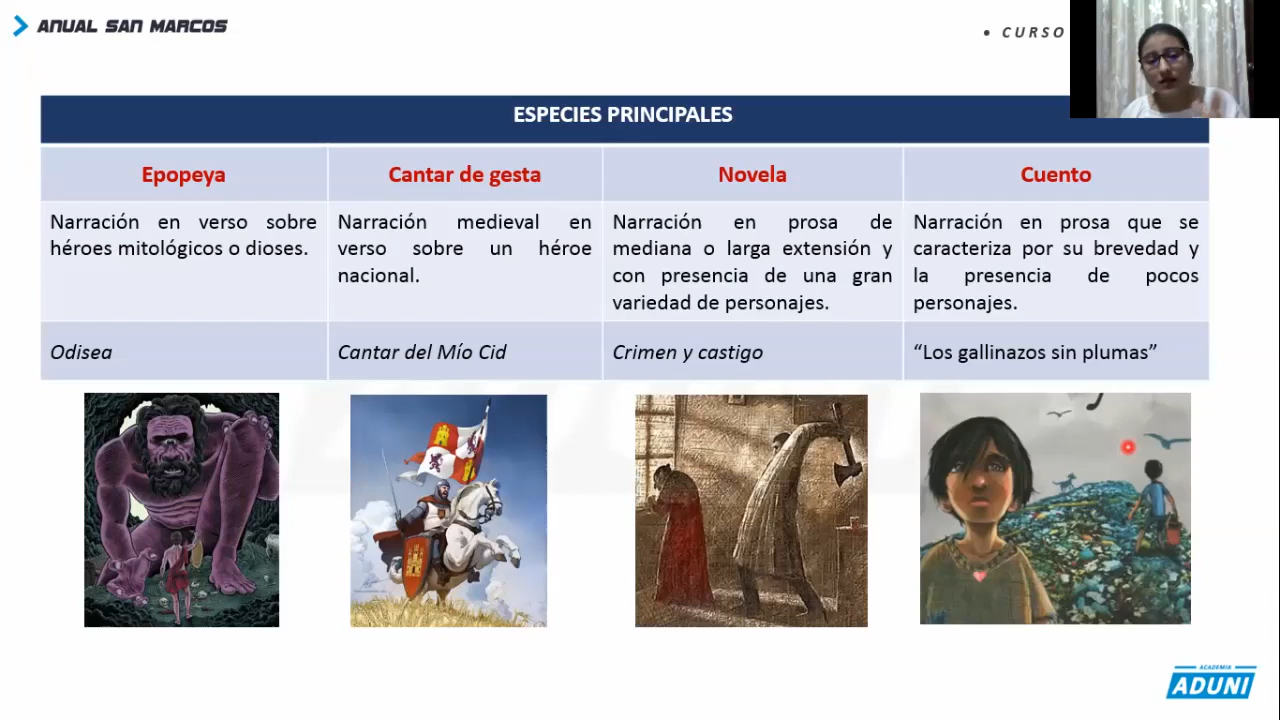 ANUAL SAN MARCOS
• CURSO
ESPECIES PRINCIPALES
Epopeya
Narración en verso sobre
héroes mitológicos o dioses.
Odisea
Cantar de gesta
Narración medieval en
verso sobre un héroe
nacional.
Cantar del Mío Cid
Novela
Narración en prosa de
mediana o larga extensión y
con presencia de una gran
variedad de personajes.
Crimen y castigo
Cuento
Narración en prosa que se
caracteriza por su brevedad y
la presencia de pocos
personajes.
“Los gallinazos sin plumas”
ACADEMIA
ADUNI